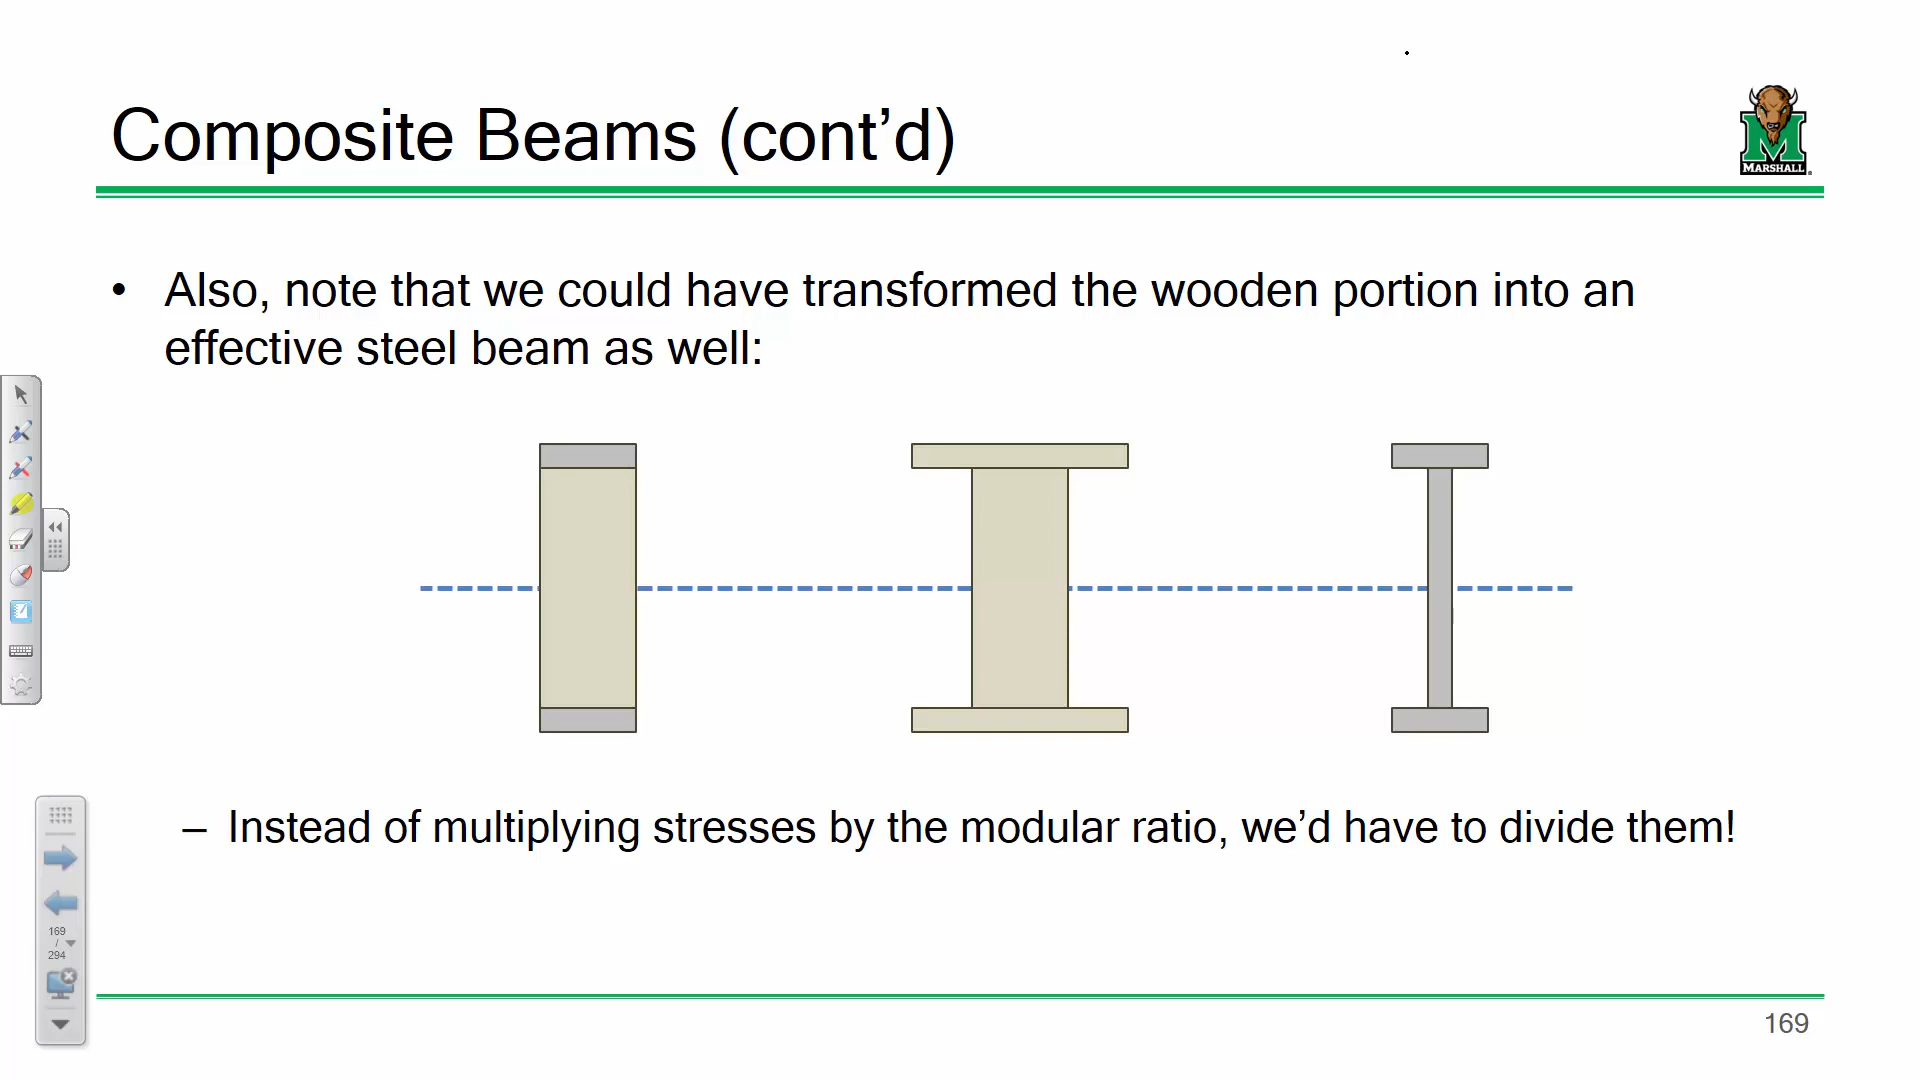 Composite Beams (cont’d)
MARSHALL
• Also, note that we could have transformed the wooden portion into an
effective steel beam as well:
– Instead of multiplying stresses by the modular ratio, we’d have to divide them!
169
/
294
169